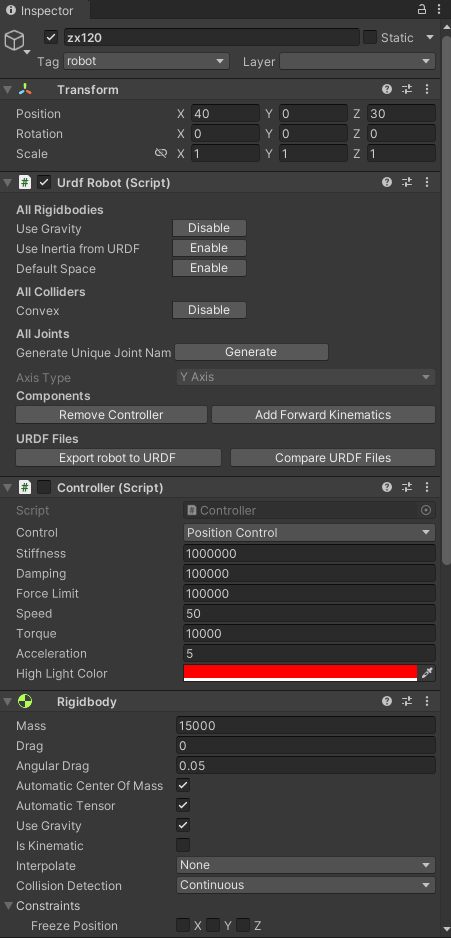 Inspector
zx120 Static
Tag robot Layer
Transform
Position X 40 Y 0 Z 30
Rotation X 0 Y 0 Z 0
Scale X 1 Y 1 Z 1
Urdf Robot (Script)
All Rigidbodies
Use Gravity Disable
Use Inertia from URDF Enable
Default Space Enable
All Colliders
Convex Disable
All Joints
Generate Unique Joint Nam Generate
Axis Type Y Axis
Components
Remove Controller Add Forward Kinematics
URDF Files
Export robot to URDF Compare URDF Files
Controller (Script)
Script Controller
Control Position Control
Stiffness 1000000
Damping 100000
Force Limit 100000
Speed 50
Torque 10000
Acceleration 5
High Light Color
Rigidbody
Mass 15000
Drag 0
Angular Drag 0.05
Automatic Center Of Mass
Automatic Tensor
Use Gravity
Is Kinematic
Interpolate None
Collision Detection Continuous
Constraints
Freeze Position X Y Z